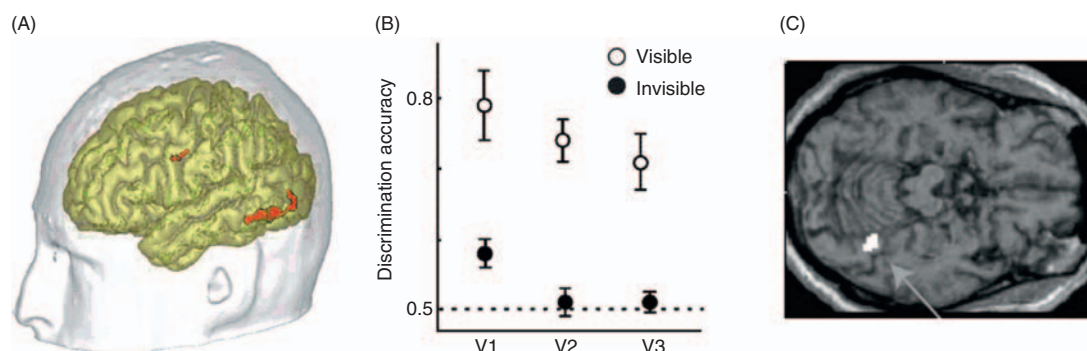 (A)
(B)
(C)
Visible
Invisible
Discrimination accuracy
0.8
0.5
V1 V2 V3